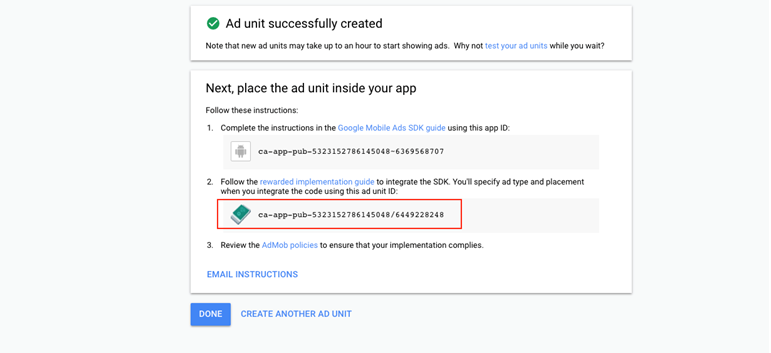 Ad unit successfully created
Note that new ad units may take up to an hour to start showing ads. Why not test your ad units while you wait?
Next, place the ad unit inside your app
Follow these instructions:
1. Complete the instructions in the Google Mobile Ads SDK guide using this app ID:
ca-app-pub-5323152786145048~6369568707
2. Follow the rewarded implementation guide to integrate the SDK. You'll specify ad type and placement
when you integrate the code using this ad unit ID:
ca-app-pub-5323152786145048/6449228248
3. Review the AdMob policies to ensure that your implementation complies.
EMAIL INSTRUCTIONS
DONE CREATE ANOTHER AD UNIT